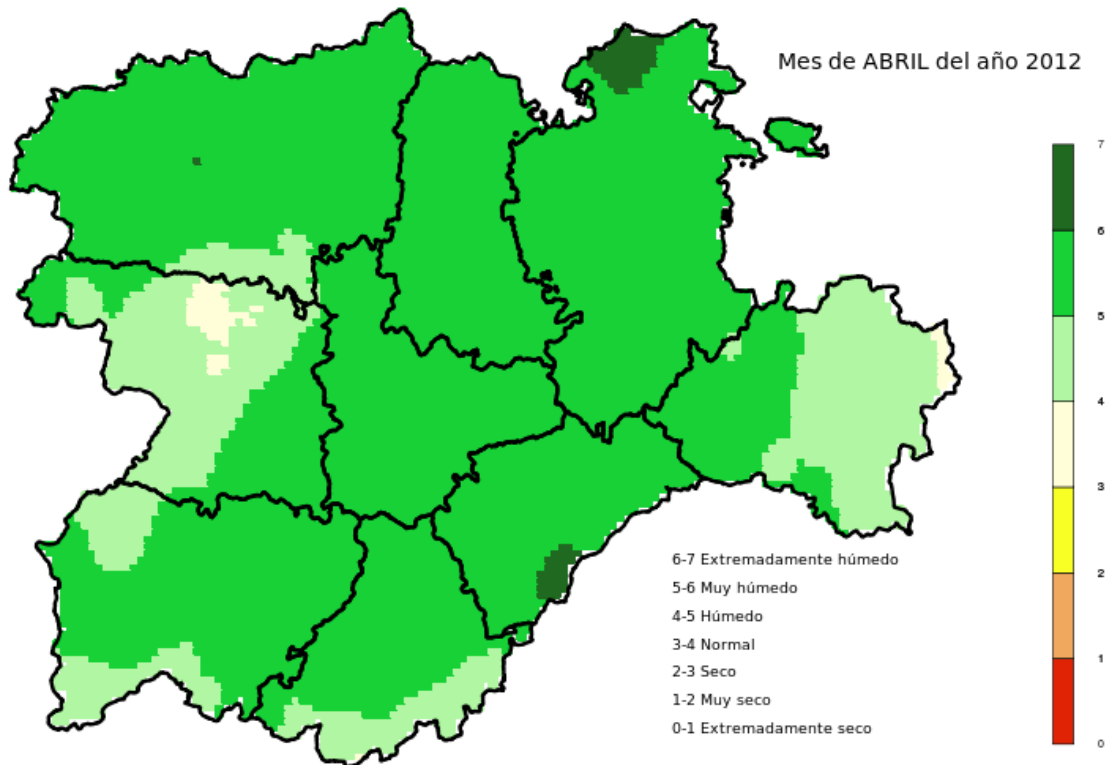 Mes de ABRIL del año 2012
7
6
5
4
3
2
1
0
6-7 Extremadamente húmedo
5-6 Muy húmedo
4-5 Húmedo
3-4 Normal
2-3 Seco
1-2 Muy seco
0-1 Extremadamente seco